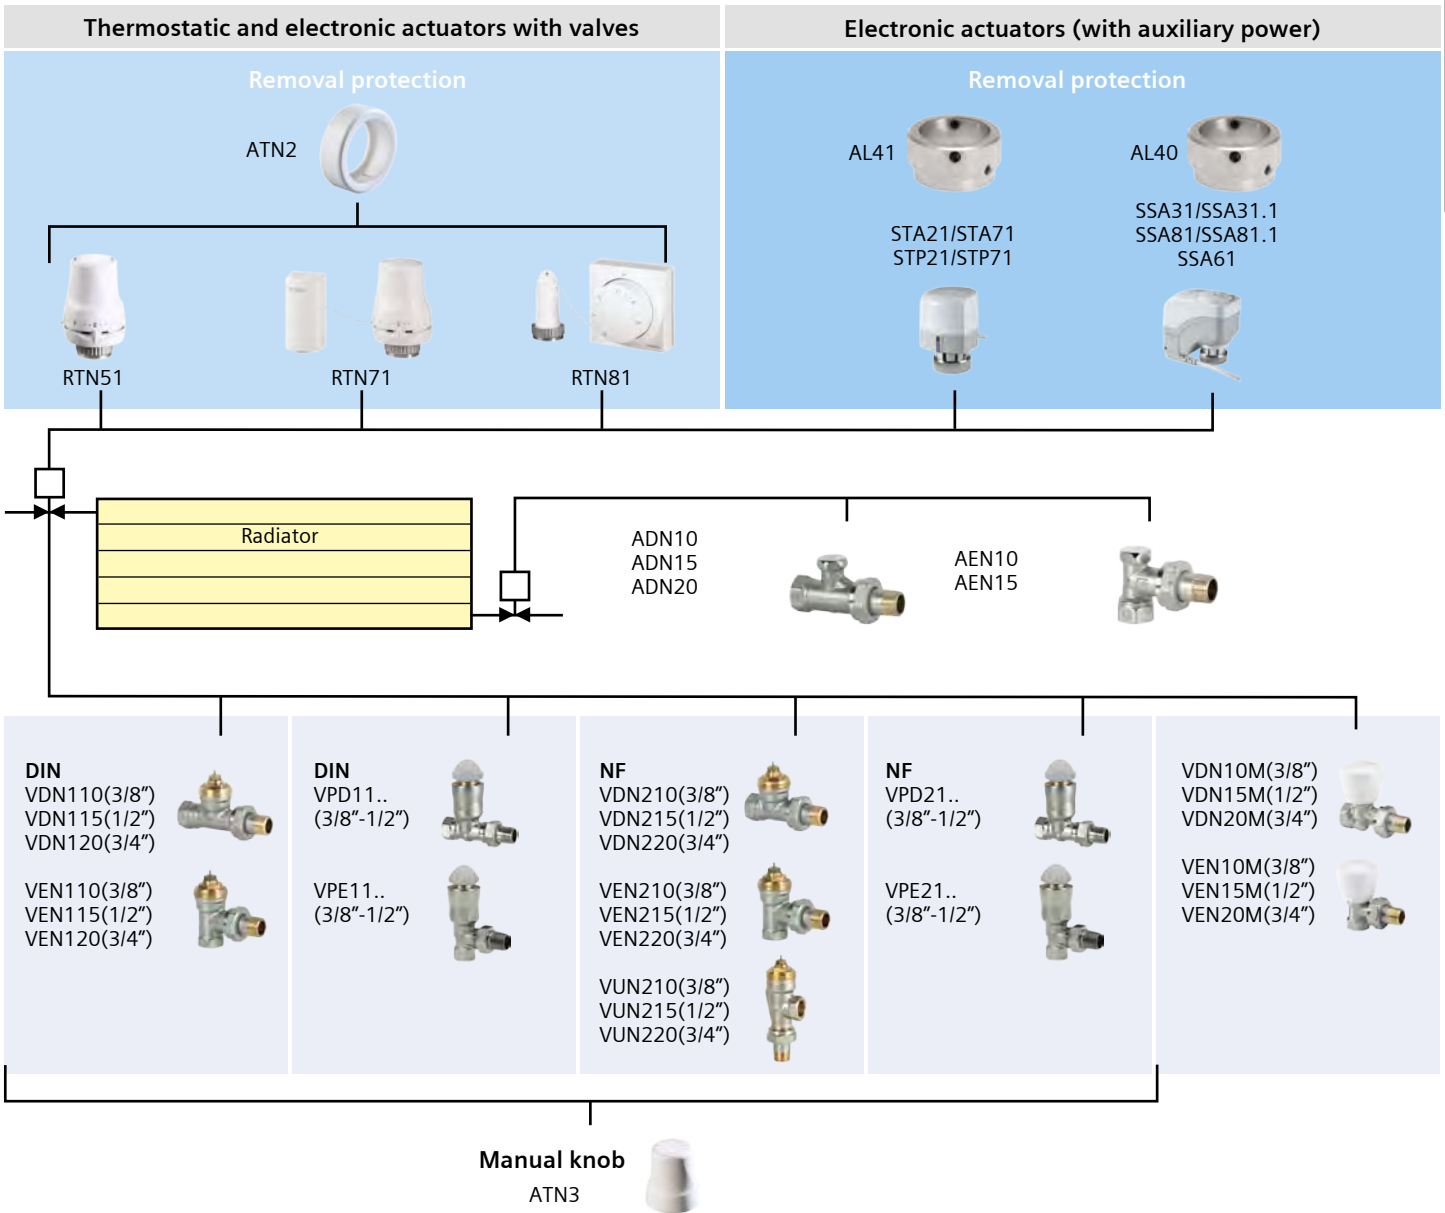 Thermostatic and electronic actuators with valves
Electronic actuators (with auxiliary power)
Removal protection
ATN2
RTN51
RTN71
RTN81
Removal protection
AL41
STA21/STA71
STP21/STP71
AL40
SSA31/SSA31.1
SSA81/SSA81.1
SSA61
Radiator
ADN10
ADN15
ADN20
AEN10
AEN15
DIN
VDN110(3/8″)
VDN115(1/2″)
VDN120(3/4″)
VEN110(3/8″)
VEN115(1/2″)
VEN120(3/4″)
DIN
VPD11..
(3/8″-1/2″)
VPE11..
(3/8″-1/2″)
NF
VDN210(3/8″)
VDN215(1/2″)
VDN220(3/4″)
VEN210(3/8″)
VEN215(1/2″)
VEN220(3/4″)
VUN210(3/8″)
VUN215(1/2″)
VUN220(3/4″)
NF
VPD21..
(3/8″-1/2″)
VPE21..
(3/8″-1/2″)
VDN10M(3/8″)
VDN15M(1/2″)
VDN20M(3/4″)
VEN10M(3/8″)
VEN15M(1/2″)
VEN20M(3/4″)
Manual knob
ATN3